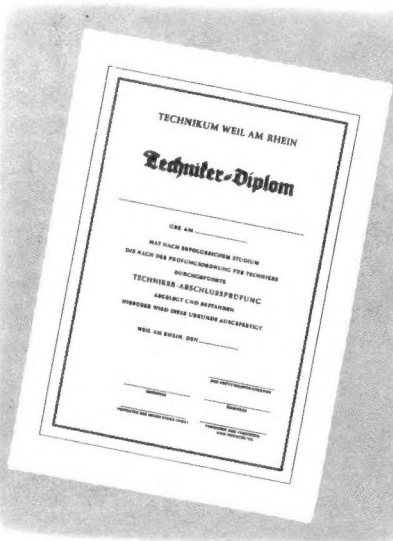 TECHNIKUM WEIL AM RHEIN
Techniker-Diplom
GEB. AM
HAT NACH ERFOLGREICHEM STUDIUM
DIE NACH DER PRÜFUNGSORDNUNG FÜR TECHNIKER
DURCHGEFÜHRTE
TECHNIKER-ABSCHLUSSPRÜFUNG
ABGELEGT UND BESTANDEN.
HIERÜBER WIRD DIESE URKUNDE AUSGEFERTIGT
WEIL AM RHEIN, DEN